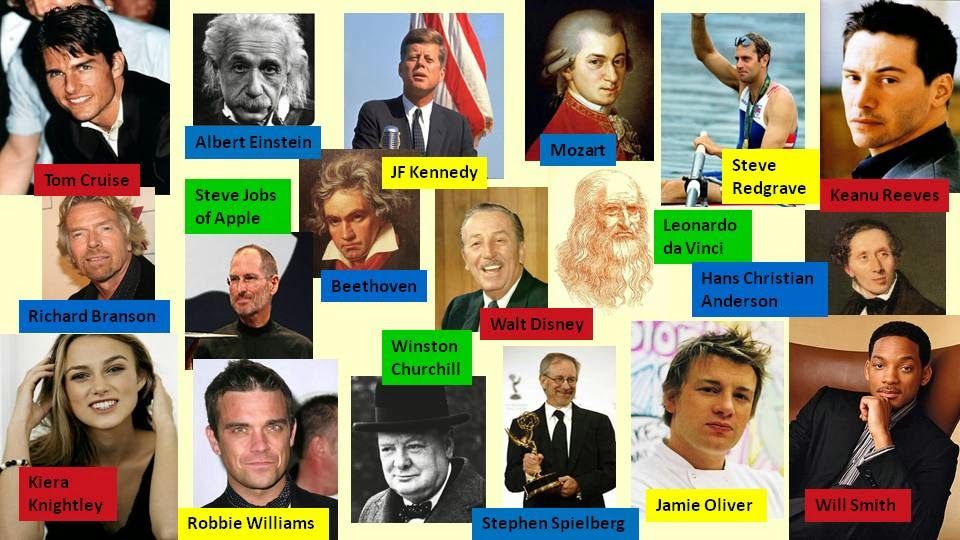 Albert Einstein
Mozart
JF Kennedy
Steve
Redgrave
Tom Cruise
Keanu Reeves
Steve Jobs
of Apple
Leonardo
da Vinci
Hans Christian
Anderson
Beethoven
Richard Branson
Walt Disney
Winston
Churchill
Kiera
Knightley
Jamie Oliver
Will Smith
Robbie Williams
Stephen Spielberg